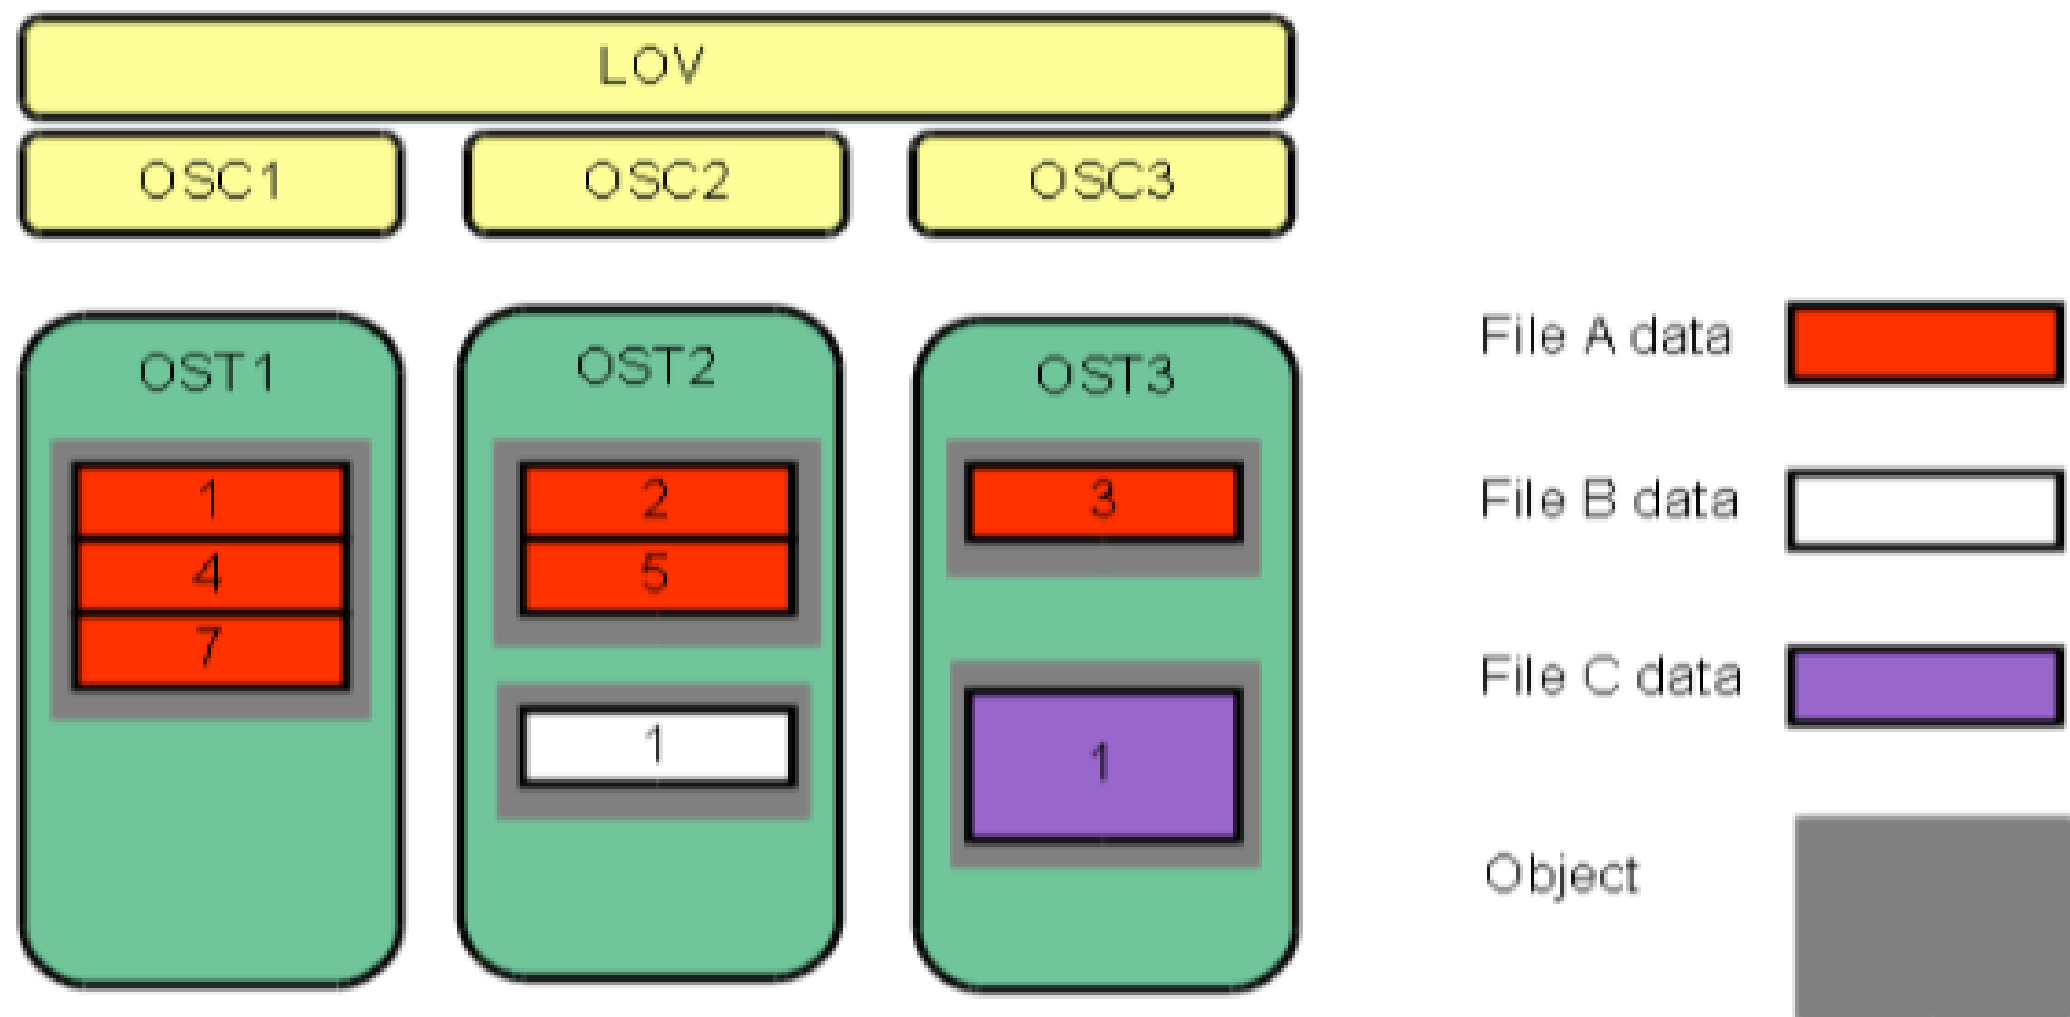 LOV
OSC1 OSC2 OSC3
OST1 OST2 OST3
1 2 3
4 5
7
1 1
File A data
File B data
File C data
Object